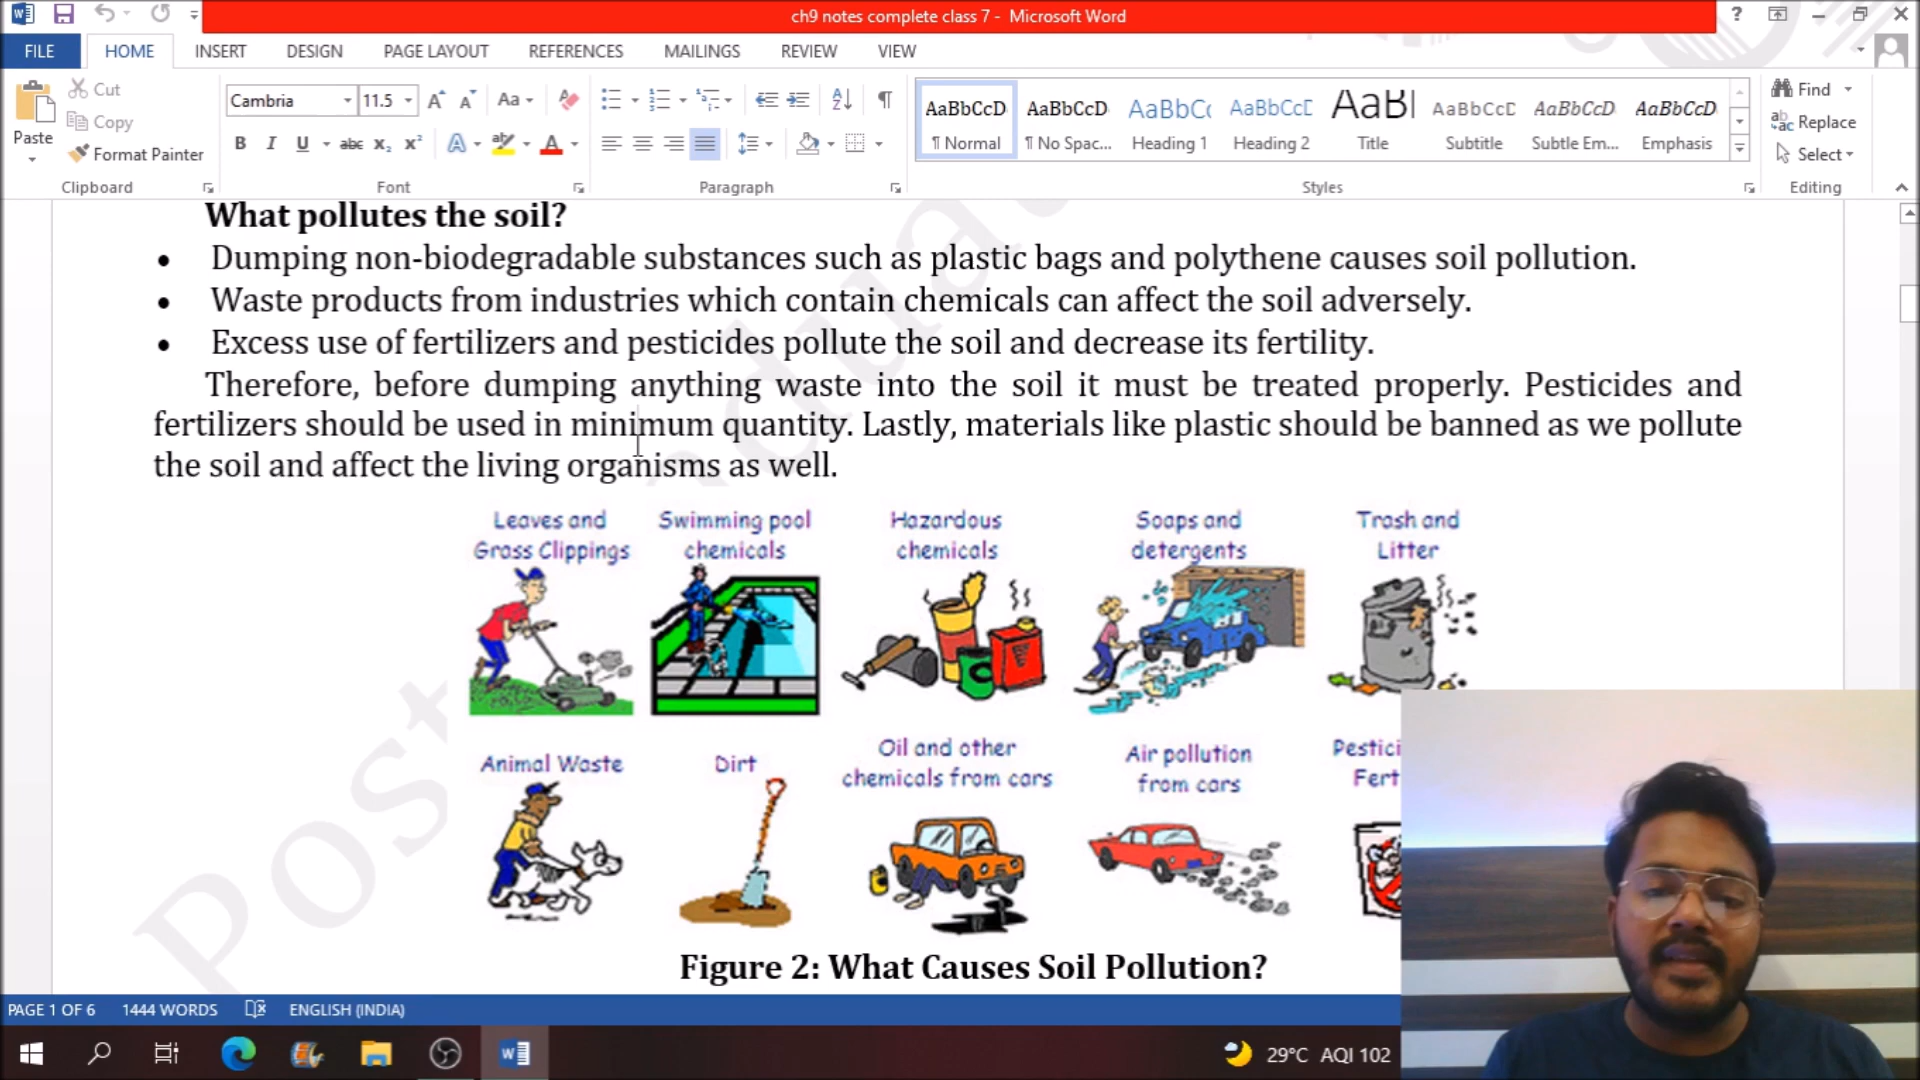 ch9 notes complete class 7 - Microsoft Word
FILE HOME INSERT DESIGN PAGE LAYOUT REFERENCES MAILINGS REVIEW VIEW
Cut
Copy
Format Painter
Paste
Clipboard
Cambria 11.5
Font
Paragraph
AaBbCcD AaBbCcD AaBbC AaBbCcD AaBl AaBbCcD AaBbCcD AaBbCcD
¶ Normal ¶ No Spac... Heading 1 Heading 2 Title Subtitle Subtle Em... Emphasis
Styles
Find
Replace
Select
Editing
What pollutes the soil?
• Dumping non-biodegradable substances such as plastic bags and polythene causes soil pollution.
• Waste products from industries which contain chemicals can affect the soil adversely.
• Excess use of fertilizers and pesticides pollute the soil and decrease its fertility.
Therefore, before dumping anything waste into the soil it must be treated properly. Pesticides and
fertilizers should be used in minimum quantity. Lastly, materials like plastic should be banned as we pollute
the soil and affect the living organisms as well.
Leaves and
Grass Clippings
Swimming pool
chemicals
Hazardous
chemicals
Soaps and
detergents
Trash and
Litter
Animal Waste
Dirt
Oil and other
chemicals from cars
Air pollution
from cars
Pestici
Fert
Figure 2: What Causes Soil Pollution?
PAGE 1 OF 6 1444 WORDS ENGLISH (INDIA)
29°C AQI 102